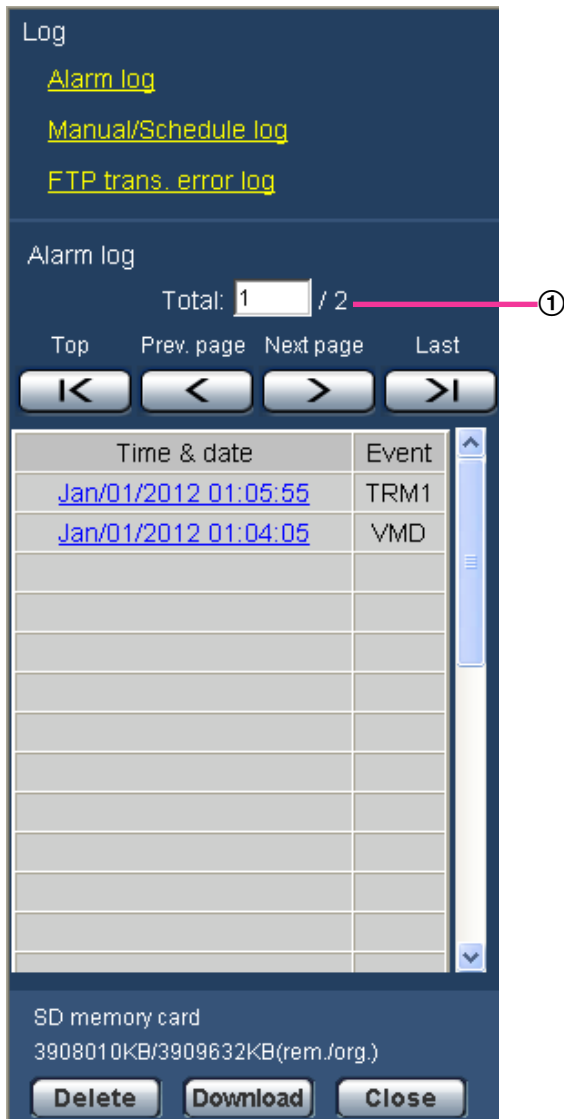 Log
Alarm log
Manual/Schedule log
FTP trans. error log
Alarm log
Total: 1 / 2
①
Top Prev. page Next page Last
Time & date Event
Jan/01/2012 01:05:55 TRM1
Jan/01/2012 01:04:05 VMD
SD memory card
3908010KB/3909632KB(rem./org.)
Delete Download Close